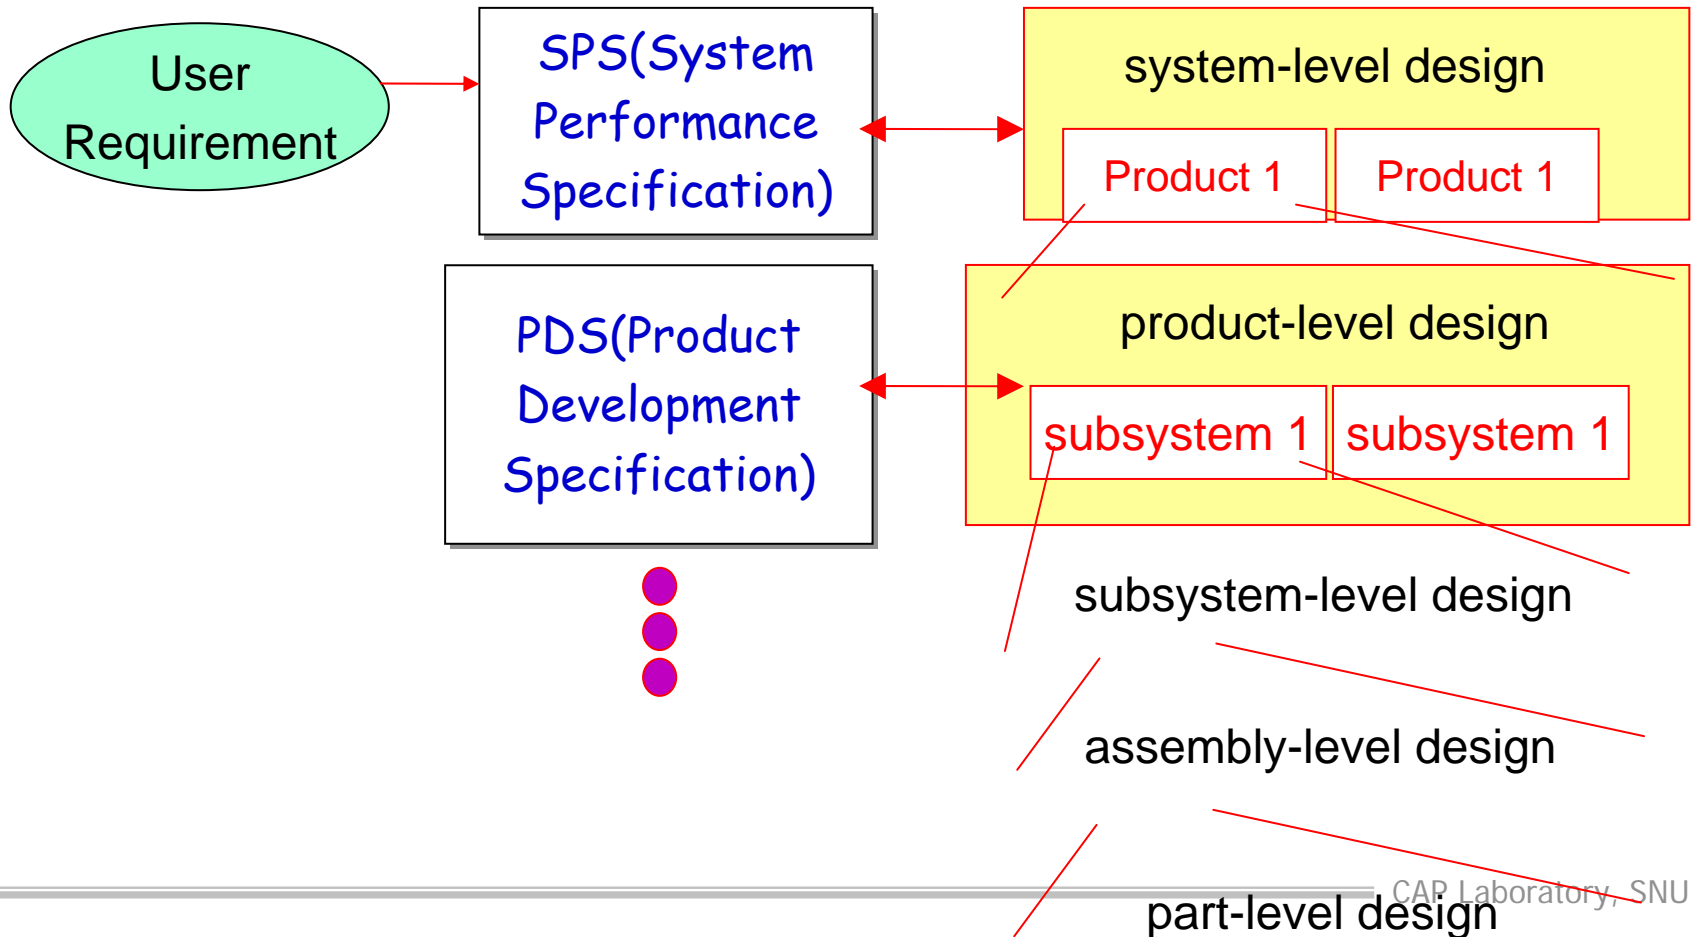 User
Requirement
SPS(System
Performance
Specification)
system-level design
Product 1
Product 1
PDS(Product
Development
Specification)
product-level design
subsystem 1
subsystem 1
subsystem-level design
assembly-level design
part-level design
CAP Laboratory, SNU